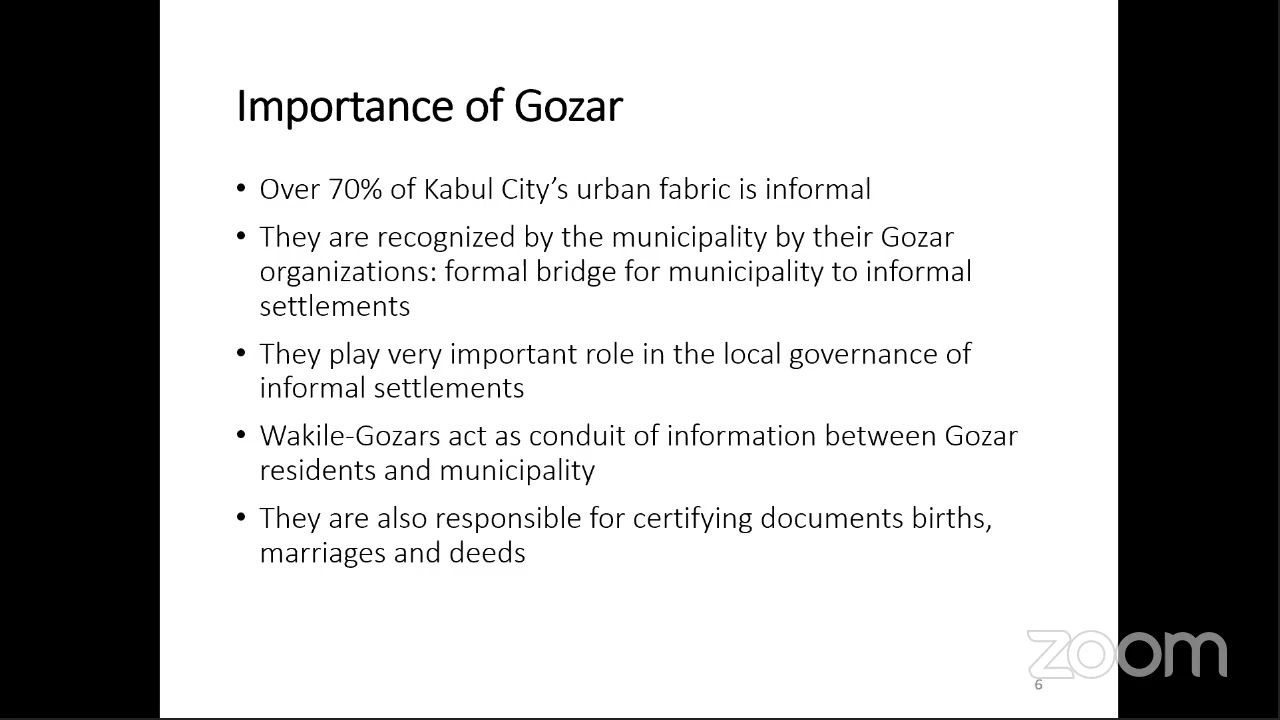 Importance of Gozar
• Over 70% of Kabul City’s urban fabric is informal
• They are recognized by the municipality by their Gozar
organizations: formal bridge for municipality to informal
settlements
• They play very important role in the local governance of
informal settlements
• Wakile-Gozars act as conduit of information between Gozar
residents and municipality
• They are also responsible for certifying documents births,
marriages and deeds
zoom
6